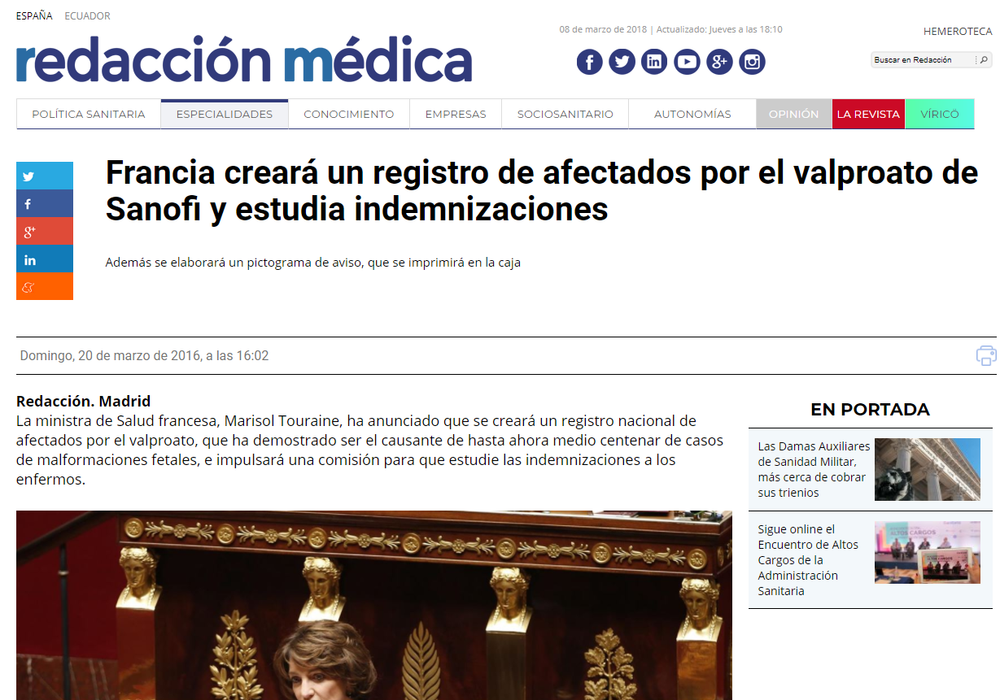 ESPAÑA ECUADOR
08 de marzo de 2018 | Actualizado: Jueves a las 18:10
HEMEROTECA
redacción médica
Buscar en Redacción
POLÍTICA SANITARIA ESPECIALIDADES CONOCIMIENTO EMPRESAS SOCIOSANITARIO AUTONOMÍAS OPINIÓN LA REVISTA VÍRICÖ
Francia creará un registro de afectados por el valproato de
Sanofi y estudia indemnizaciones
Además se elaborará un pictograma de aviso, que se imprimirá en la caja
Domingo, 20 de marzo de 2016, a las 16:02
Redacción. Madrid
La ministra de Salud francesa, Marisol Touraine, ha anunciado que se creará un registro nacional de
afectados por el valproato, que ha demostrado ser el causante de hasta ahora medio centenar de casos
de malformaciones fetales, e impulsará una comisión para que estudie las indemnizaciones a los
enfermos.
EN PORTADA
Las Damas Auxiliares
de Sanidad Militar,
más cerca de cobrar
sus trienios
Sigue online el
Encuentro de Altos
Cargos de la
Administración
Sanitaria
ALTOS CARGOS